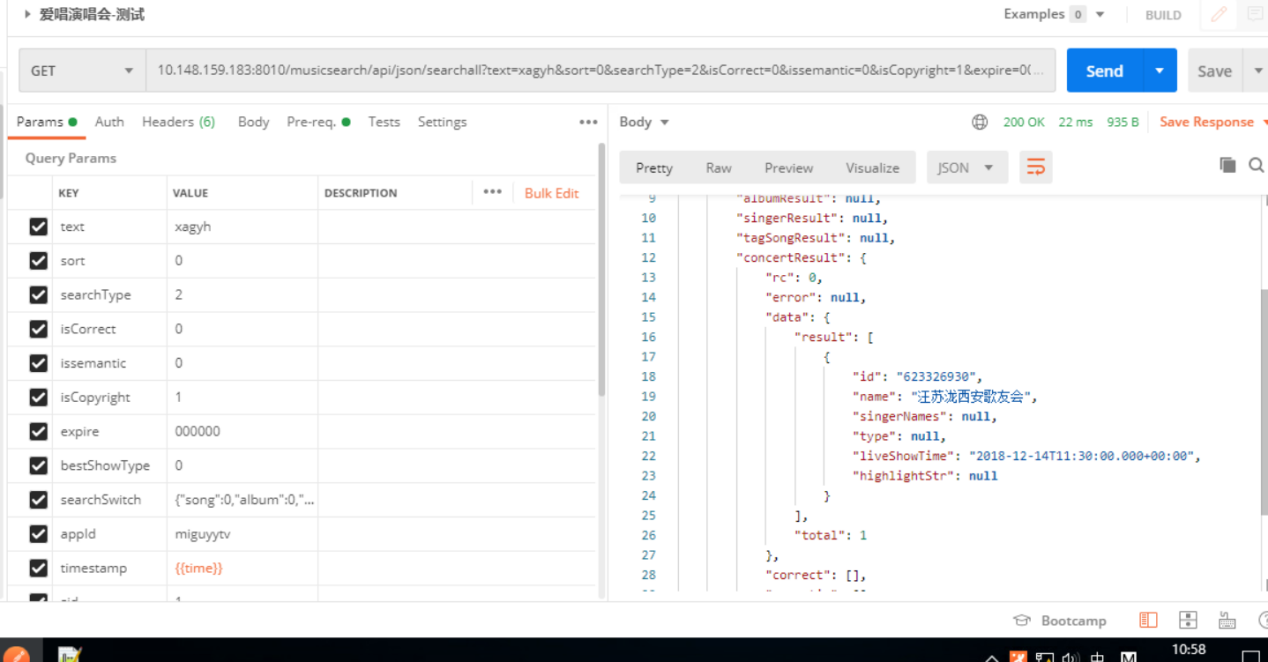 爱唱演唱会-测试
Examples 0
BUILD
GET
10.148.159.183:8010/musicsearch/api/json/searchall?text=xagyh&sort=0&searchType=2&isCorrect=0&issemantic=0&isCopyright=1&expire=0(...
Send
Save
Params Auth Headers (6) Body Pre-req. Tests Settings ...
Body
200 OK 22 ms 935 B Save Response
Query Params
Pretty Raw Preview Visualize JSON
KEY VALUE DESCRIPTION ... Bulk Edit
text xagyh
sort 0
searchType 2
isCorrect 0
issemantic 0
isCopyright 1
expire 000000
bestShowType 0
searchSwitch {"song":0,"album":0,"...
appId miguyytv
timestamp {{time}}
sid 1
9 "albumResult": null,
10 "singerResult": null,
11 "tagSongResult": null,
12 "concertResult": {
13 "rc": 0,
14 "error": null,
15 "data": {
16 "result": [
17 {
18 "id": "623326930",
19 "name": "汪苏泷西安歌友会",
20 "singerNames": null,
21 "type": null,
22 "liveShowTime": "2018-12-14T11:30:00.000+00:00",
23 "highlightStr": null
24 }
25 ],
26 "total": 1
27 },
28 "correct": [],
Bootcamp
中 M
10:58